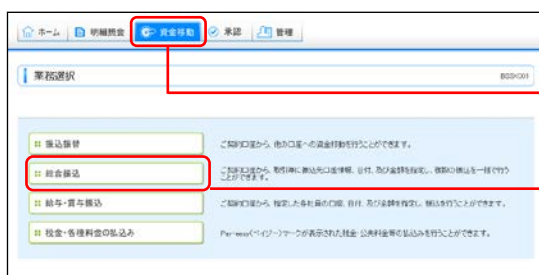 ホーム 明細照会 資金移動 承認 管理
業務選択 BSSK001
振込振替 ご契約口座から、他の口座への資金移動を行うことができます。
総合振込 ご契約口座から、取引毎に振込先口座情報、日付、及び金額を指定し、複数の振込を一括で行う
ことができます。
給与・賞与振込 ご契約口座から、指定した各社員の口座、日付、及び金額を指定し、振込を行うことができます。
税金・各種料金の払込み Pay-easy(ペイジー)マークが表示された税金・公共料金等の払込みを行うことができます。